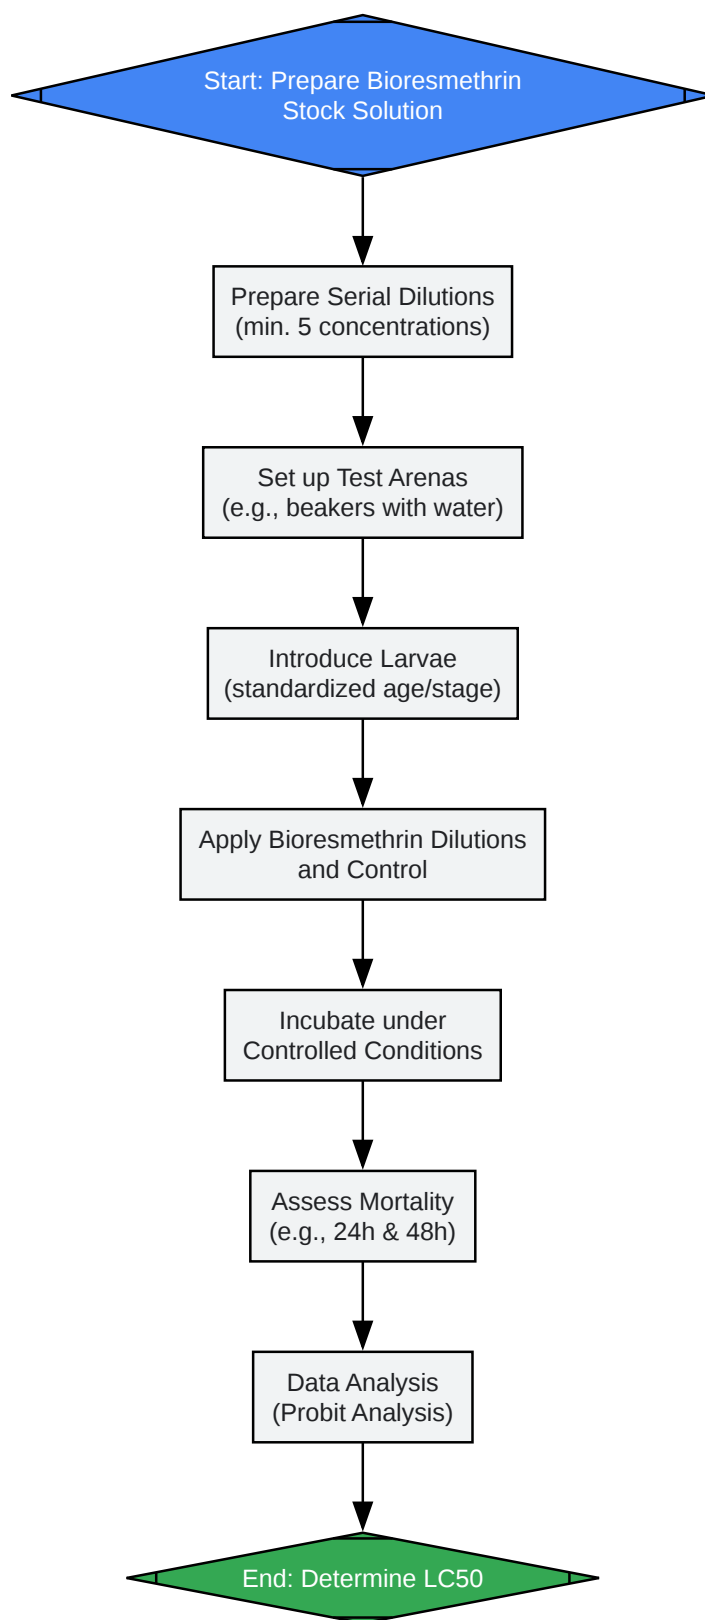 Start: Prepare Bioresmethrin
Stock Solution
Prepare Serial Dilutions
(min. 5 concentrations)
Set up Test Arenas
(e.g., beakers with water)
Introduce Larvae
(standardized age/stage)
Apply Bioresmethrin Dilutions
and Control
Incubate under
Controlled Conditions
Assess Mortality
(e.g., 24h & 48h)
Data Analysis
(Probit Analysis)
End: Determine LC50